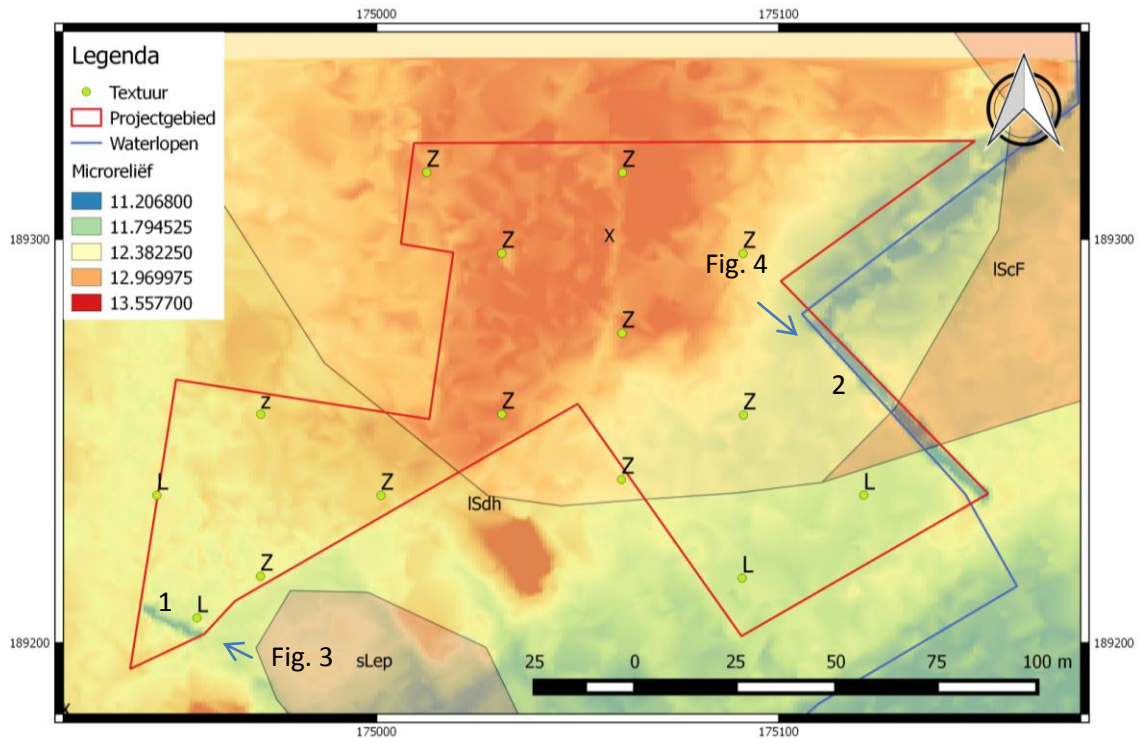 175000
175100
Legenda
Textuur
Projectgebied
Waterlopen
Microreliëf
11.206800
11.794525
12.382250
12.969975
13.557700
Z
Z
189300
X
Z
Z
189300
Fig. 4
lScF
Z
2
z
Z
Z
L
Z
Z
lSdh
L
Z
L
1
L
189200
Fig. 3
sLep
189200
25
0
25
50
75
100 m
X
175000
175100